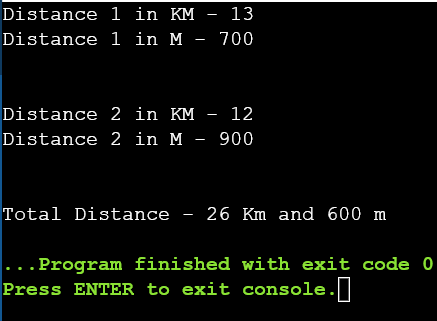 Distance 1 in KM - 13
Distance 1 in M - 700
Distance 2 in KM - 12
Distance 2 in M - 900
Total Distance - 26 Km and 600 m
...Program finished with exit code 0
Press ENTER to exit console.